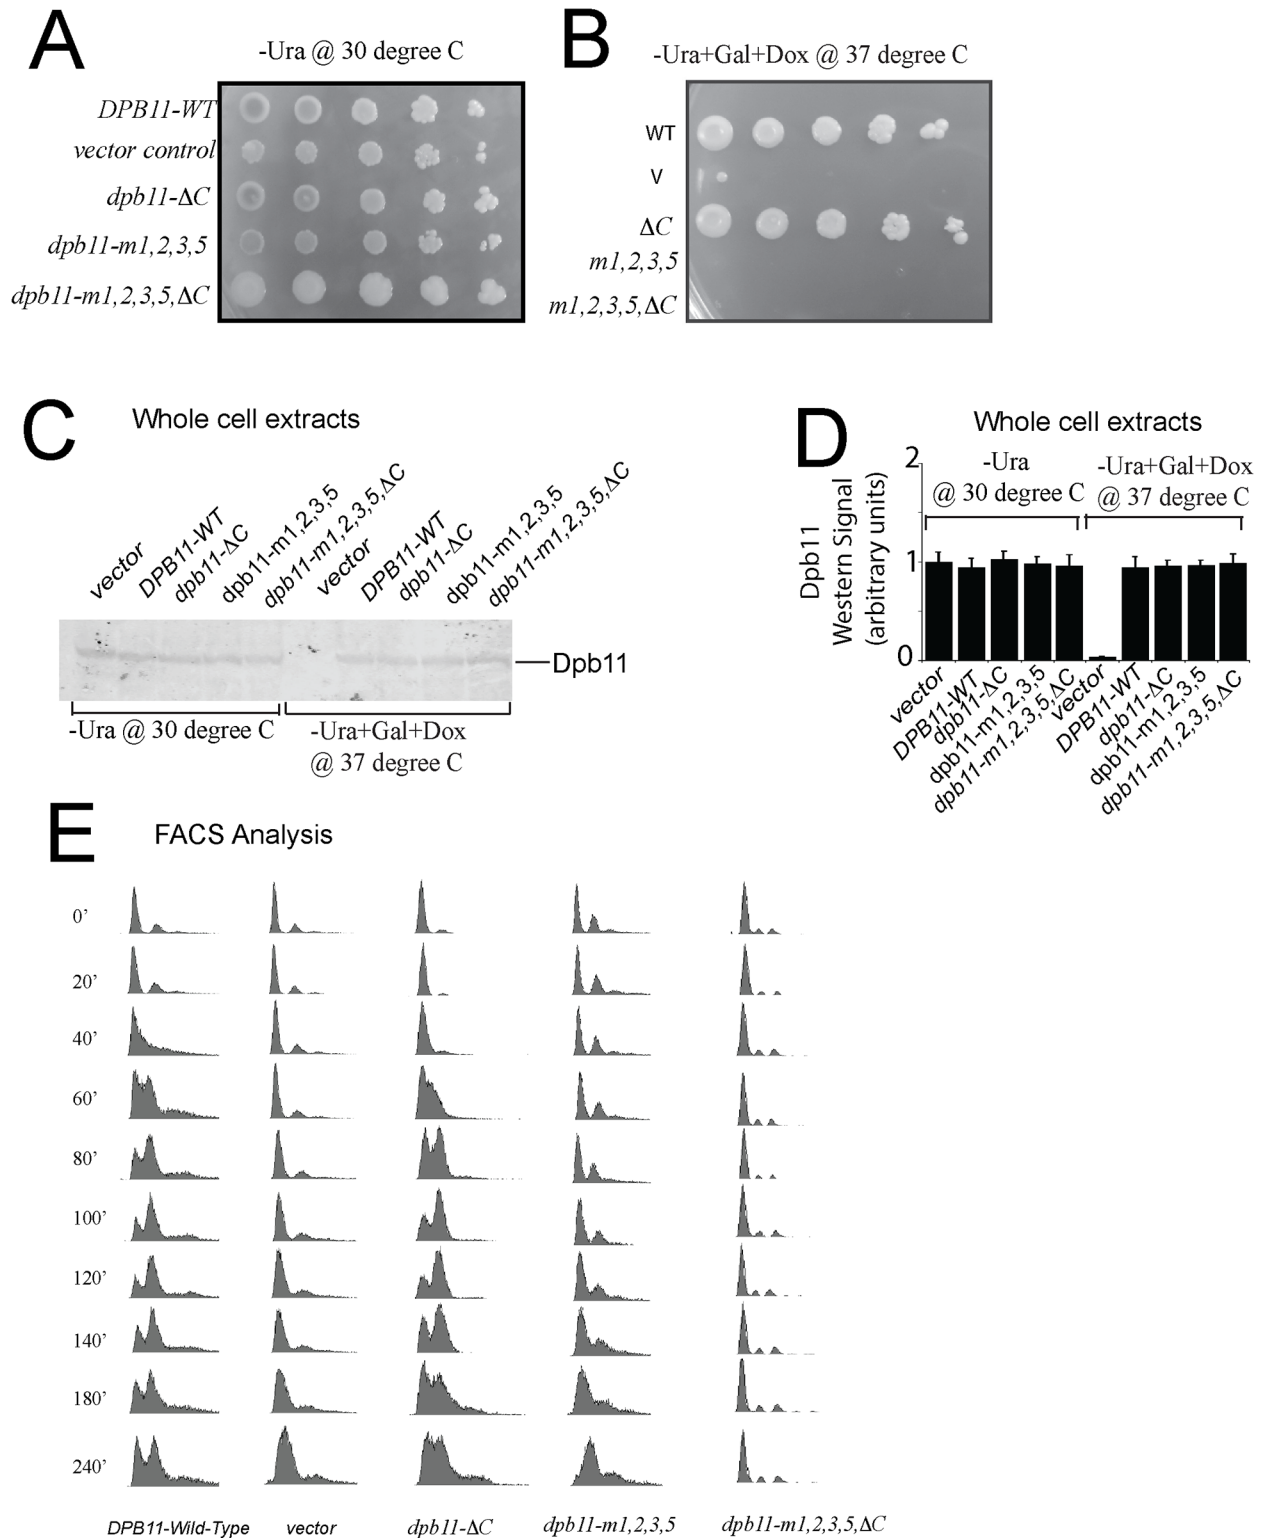 A
-Ura @ 30 degree C
DPB11-WT
vector control
dpb11-ΔC
dpb11-m1,2,3,5
dpb11-m1,2,3,5,ΔC
B
-Ura+Gal+Dox @ 37 degree C
WT
V
ΔC
m1,2,3,5
m1,2,3,5,ΔC
C
Whole cell extracts
vector
DPB11-WT
dpb11-ΔC
dpb11-m1,2,3,5
dpb11-m1,2,3,5,ΔC
vector
DPB11-WT
dpb11-ΔC
dpb11-m1,2,3,5
dpb11-m1,2,3,5,ΔC
Dpb11
-Ura @ 30 degree C
-Ura+Gal+Dox
@ 37 degree C
D
Whole cell extracts
-Ura
@ 30 degree C
-Ura+Gal+Dox
@ 37 degree C
Dpb11
Western Signal
(arbitrary units)
2
1
0
vector
DPB11-WT
dpb11-ΔC
dpb11-m1,2,3,5
dpb11-m1,2,3,5,ΔC
vector
DPB11-WT
dpb11-ΔC
dpb11-m1,2,3,5
dpb11-m1,2,3,5,ΔC
E
FACS Analysis
0’
20’
40’
60’
80’
100’
120’
140’
180’
240’
DPB11-Wild-Type vector dpb11-ΔC dpb11-m1,2,3,5 dpb11-m1,2,3,5,ΔC